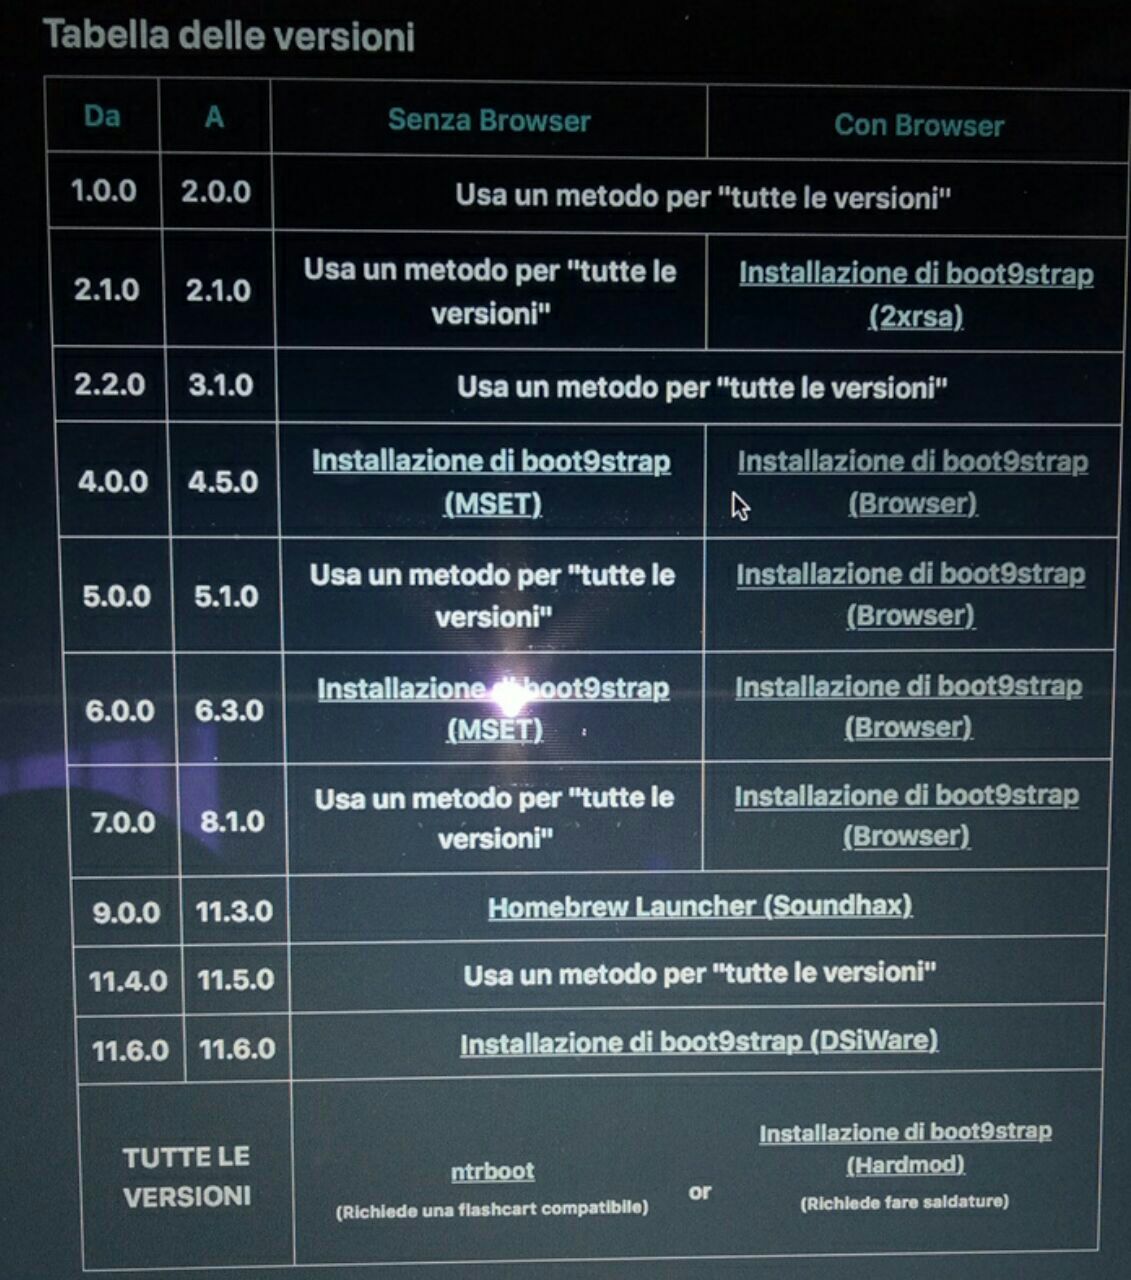 Tabella delle versioni
Da A Senza Browser Con Browser
1.0.0 2.0.0 Usa un metodo per "tutte le versioni"
2.1.0 2.1.0 Usa un metodo per "tutte le
versioni"
Installazione di boot9strap
(2xrsa)
2.2.0 3.1.0 Usa un metodo per "tutte le versioni"
4.0.0 4.5.0 Installazione di boot9strap
(MSET)
Installazione di boot9strap
(Browser)
5.0.0 5.1.0 Usa un metodo per "tutte le
versioni"
Installazione di boot9strap
(Browser)
6.0.0 6.3.0 Installazione di boot9strap
(MSET)
Installazione di boot9strap
(Browser)
7.0.0 8.1.0 Usa un metodo per "tutte le
versioni"
Installazione di boot9strap
(Browser)
9.0.0 11.3.0 Homebrew Launcher (Soundhax)
11.4.0 11.5.0 Usa un metodo per "tutte le versioni"
11.6.0 11.6.0 Installazione di boot9strap (DSiWare)
TUTTE LE
VERSIONI
ntrboot
(Richiede una flashcart compatibile)
or
Installazione di boot9strap
(Hardmod)
(Richiede fare saldature)